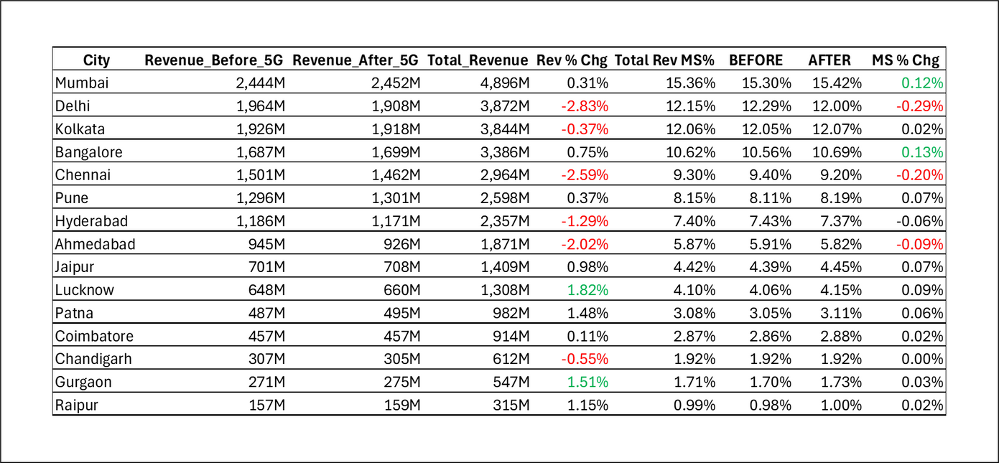 City Revenue_Before_5G Revenue_After_5G Total_Revenue Rev % Chg Total Rev MS% BEFORE AFTER MS % Chg
Mumbai 2,444M 2,452M 4,896M 0.31% 15.36% 15.30% 15.42% 0.12%
Delhi 1,964M 1,908M 3,872M -2.83% 12.15% 12.29% 12.00% -0.29%
Kolkata 1,926M 1,918M 3,844M -0.37% 12.06% 12.05% 12.07% 0.02%
Bangalore 1,687M 1,699M 3,386M 0.75% 10.62% 10.56% 10.69% 0.13%
Chennai 1,501M 1,462M 2,964M -2.59% 9.30% 9.40% 9.20% -0.20%
Pune 1,296M 1,301M 2,598M 0.37% 8.15% 8.11% 8.19% 0.07%
Hyderabad 1,186M 1,171M 2,357M -1.29% 7.40% 7.43% 7.37% -0.06%
Ahmedabad 945M 926M 1,871M -2.02% 5.87% 5.91% 5.82% -0.09%
Jaipur 701M 708M 1,409M 0.98% 4.42% 4.39% 4.45% 0.07%
Lucknow 648M 660M 1,308M 1.82% 4.10% 4.06% 4.15% 0.09%
Patna 487M 495M 982M 1.48% 3.08% 3.05% 3.11% 0.06%
Coimbatore 457M 457M 914M 0.11% 2.87% 2.86% 2.88% 0.02%
Chandigarh 307M 305M 612M -0.55% 1.92% 1.92% 1.92% 0.00%
Gurgaon 271M 275M 547M 1.51% 1.71% 1.70% 1.73% 0.03%
Raipur 157M 159M 315M 1.15% 0.99% 0.98% 1.00% 0.02%